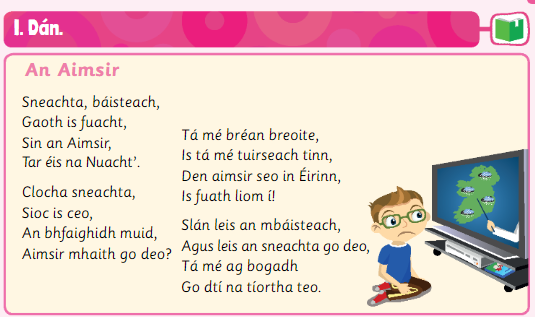 1. Dán.
An Aimsir
Sneachta, báisteach,
Gaoth is fuacht,
Sin an Aimsir,
Tar éis na Nuacht'.
Clocha sneachta,
Sioc is ceo,
An bhfaighidh muid,
Aimsir mhaith go deo?
Tá mé bréan breoite,
Is tá mé tuirseach tinn,
Den aimsir seo in Éirinn,
Is fuath liom í!
Slán leis an mbáisteach,
Agus leis an sneachta go deo,
Tá mé ag bogadh
Go dtí na tíortha teo.